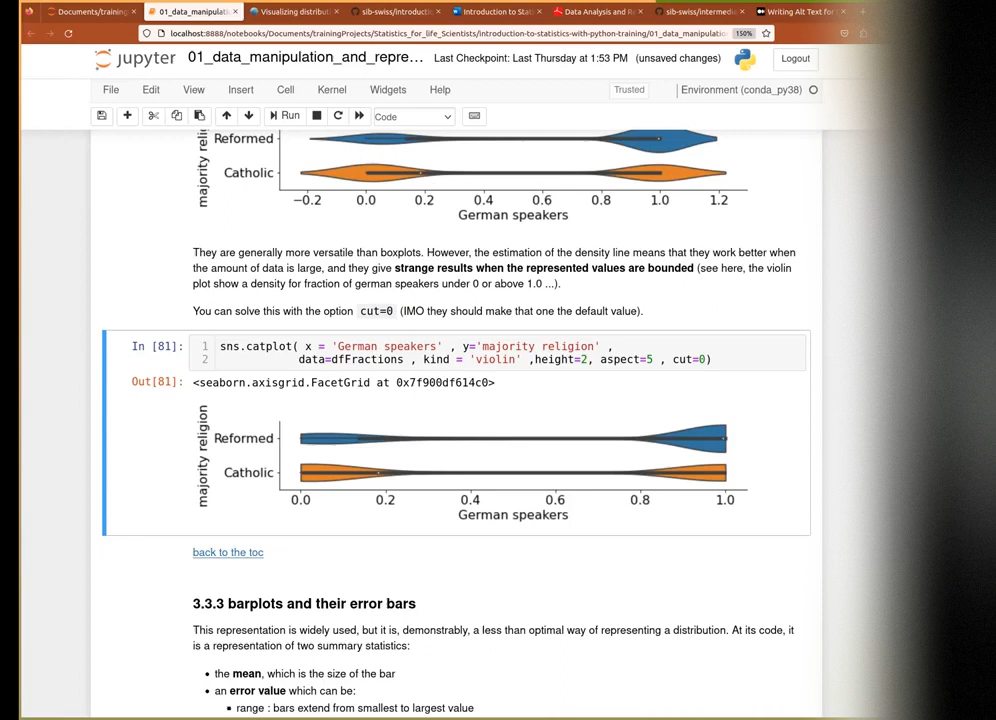 Documents/training
01_data_manipulati
Visualizing distribut
sib-swiss/introductic
Introduction to Stat
Data Analysis and R
sib-swiss/intermedi
Writing Alt Text for
localhost:8888/notebooks/Documents/trainingProjects/Statistics_for_life_Scientists/introduction-to-statistics-with-python-training/01_data_manipulatio
150%
jupyter 01_data_manipulation_and_repre... Last Checkpoint: Last Thursday at 1:53 PM (unsaved changes) Logout
File Edit View Insert Cell Kernel Widgets Help Trusted Environment (conda_py38)
Run Code
majority religi
Reformed
Catholic
−0.2 0.0 0.2 0.4 0.6 0.8 1.0 1.2
German speakers
They are generally more versatile than boxplots. However, the estimation of the density line means that they work better when
the amount of data is large, and they give strange results when the represented values are bounded (see here, the violin
plot show a density for fraction of german speakers under 0 or above 1.0 ...).
You can solve this with the option cut=0 (IMO they should make that one the default value).
In [81]: 1 sns.catplot( x = 'German speakers' , y='majority religion' ,
2 data=dfFractions , kind = 'violin' ,height=2, aspect=5 , cut=0)
Out[81]: <seaborn.axisgrid.FacetGrid at 0x7f900df614c0>
majority religion
Reformed
Catholic
0.0 0.2 0.4 0.6 0.8 1.0
German speakers
back to the toc
3.3.3 barplots and their error bars
This representation is widely used, but it is, demonstrably, a less than optimal way of representing a distribution. At its code, it
is a representation of two summary statistics:
• the mean, which is the size of the bar
• an error value which can be:
▪ range : bars extend from smallest to largest value